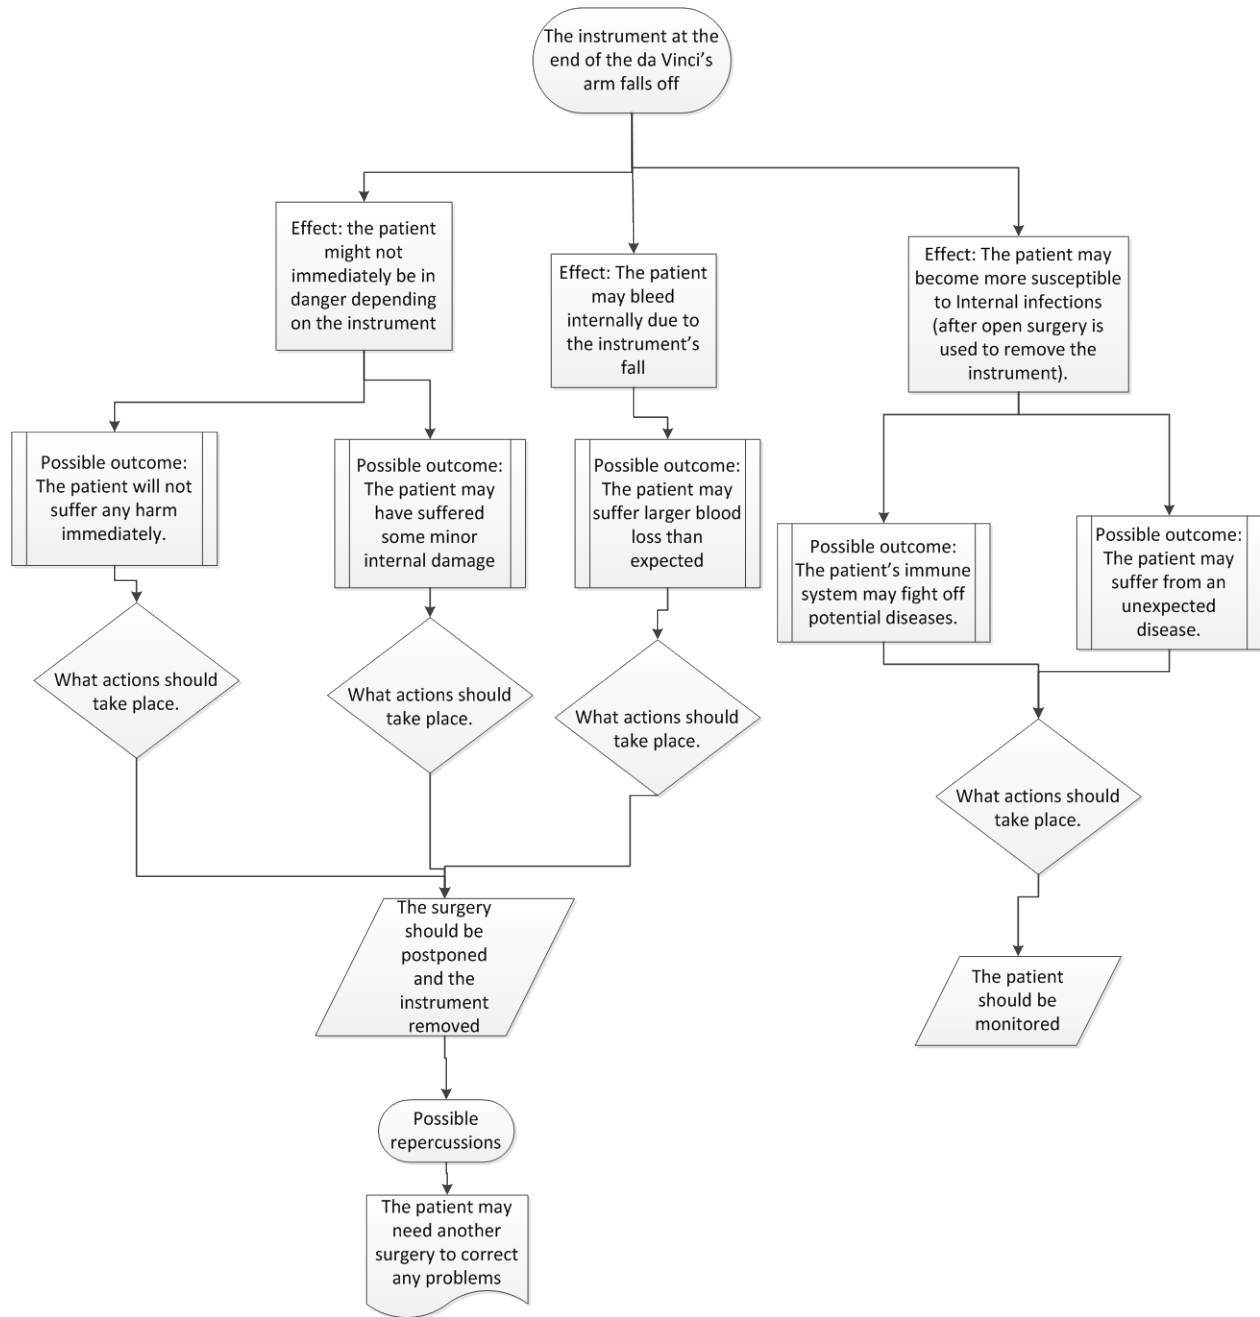 The instrument at the
end of the da Vinci's
arm falls off
Effect: the patient
might not
immediately be in
danger depending
on the instrument
Effect: The patient
may bleed
internally due to
the instrument's
fall
Effect: The patient may
become more susceptible
to Internal infections
(after open surgery is
used to remove the
instrument).
Possible outcome:
The patient will not
suffer any harm
immediately.
Possible outcome:
The patient may
have suffered
some minor
internal damage
Possible outcome:
The patient may
suffer larger blood
loss than
expected
Possible outcome:
The patient's immune
system may fight off
potential diseases.
Possible outcome:
The patient may
suffer from an
unexpected
disease.
What actions should
take place.
What actions should
take place.
What actions should
take place.
What actions should
take place.
The surgery
should be
postponed
and the
instrument
removed
The patient
should be
monitored
Possible
repercussions
The patient may
need another
surgery to correct
any problems